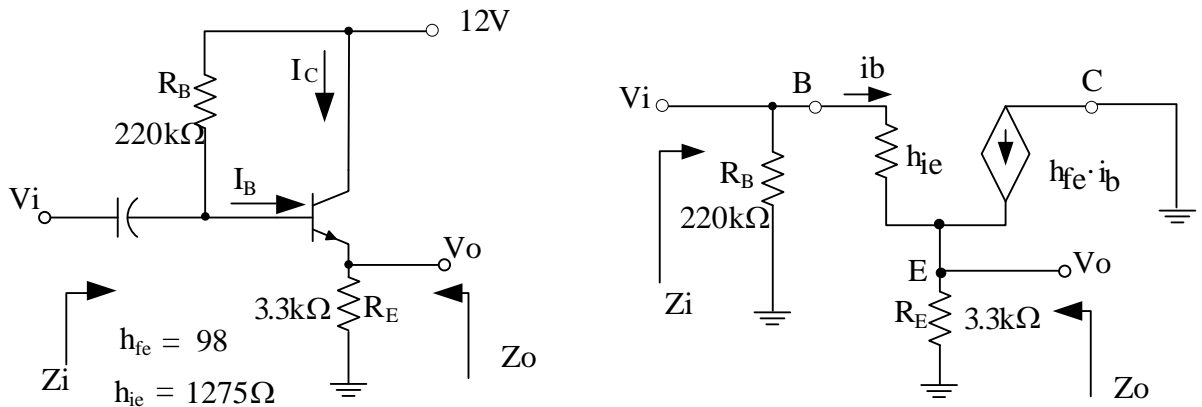 12V
I_C
R_B
220kΩ
I_B
Vi
Vo
3.3kΩ R_E
h_fe = 98
Zi
Zo
h_ie = 1275Ω
B
ib
C
Vi
h_ie
h_fe·i_b
R_B
220kΩ
E
Vo
Zi
R_E 3.3kΩ
Zo